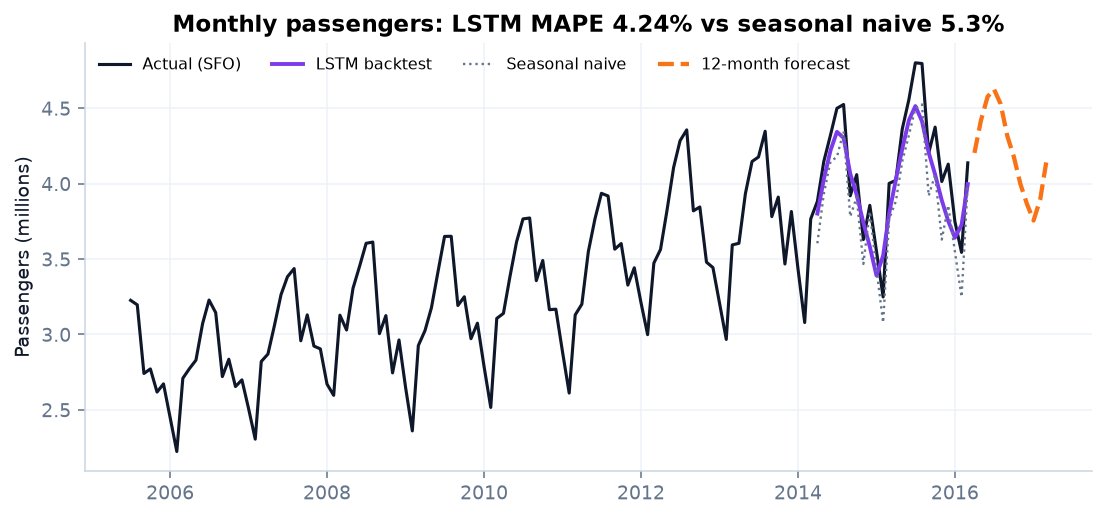 Monthly passengers: LSTM MAPE 4.24% vs seasonal naive 5.3%
Actual (SFO) LSTM backtest Seasonal naive 12-month forecast
Passengers (millions)
4.5
4.0
3.5
3.0
2.5
2006 2008 2010 2012 2014 2016